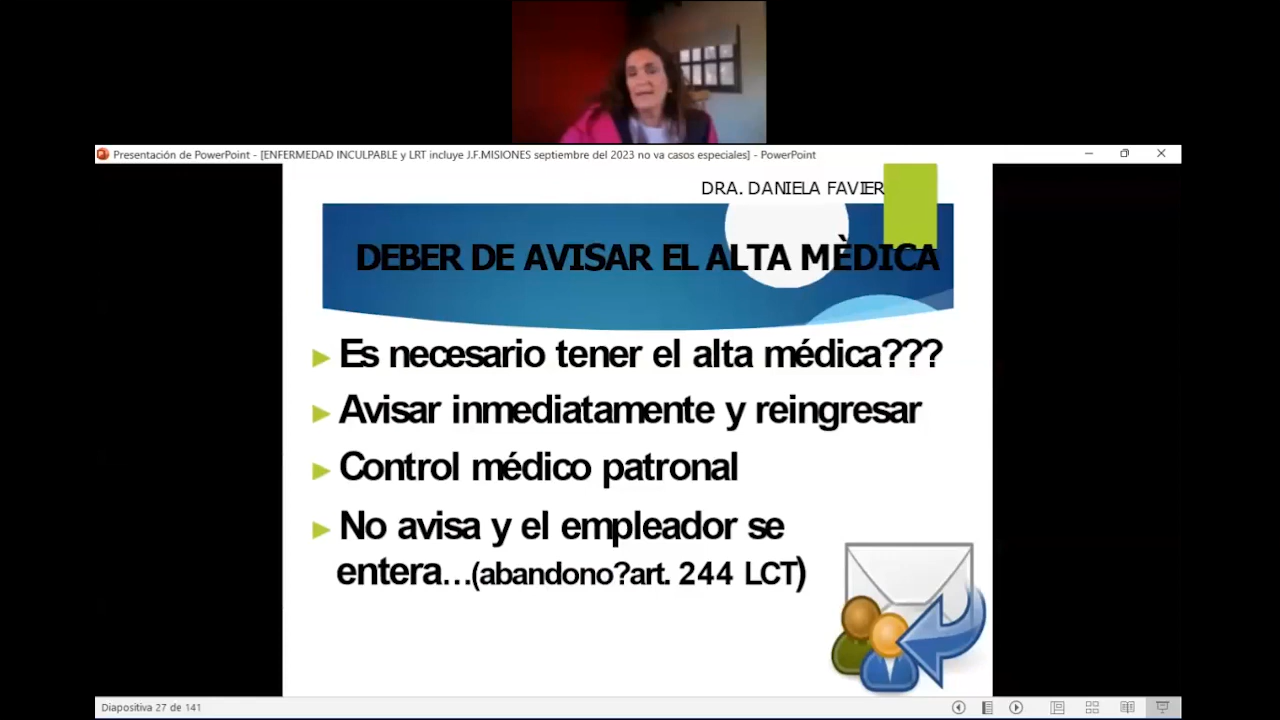 Presentación de PowerPoint - [ENFERMEDAD INCULPABLE y LRT incluye J.F.MISIONES septiembre del 2023 no va casos especiales] - PowerPoint
DRA. DANIELA FAVIER
DEBER DE AVISAR EL ALTA MÈDICA
Es necesario tener el alta médica???
Avisar inmediatamente y reingresar
Control médico patronal
No avisa y el empleador se
entera...(abandono?art. 244 LCT)
Diapositiva 27 de 141